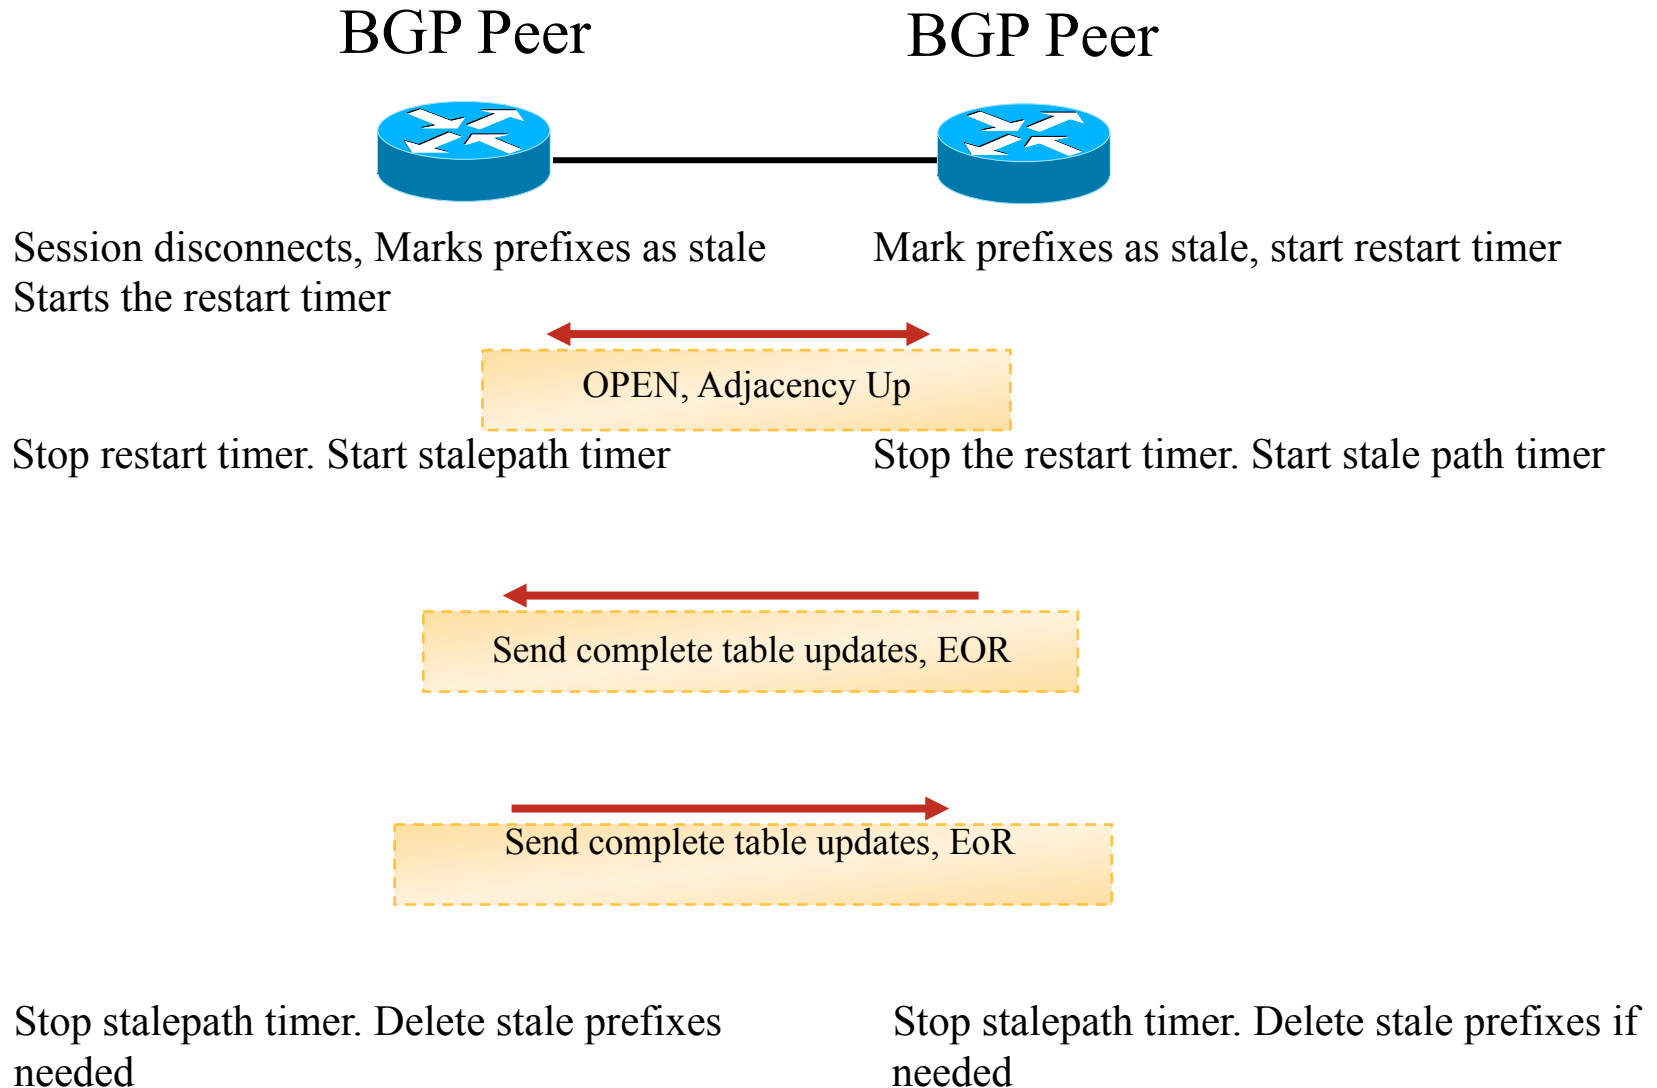 BGP Peer
BGP Peer
Session disconnects, Marks prefixes as stale
Starts the restart timer
Mark prefixes as stale, start restart timer
OPEN, Adjacency Up
Stop restart timer. Start stalepath timer
Stop the restart timer. Start stale path timer
Send complete table updates, EOR
Send complete table updates, EoR
Stop stalepath timer. Delete stale prefixes
needed
Stop stalepath timer. Delete stale prefixes if
needed